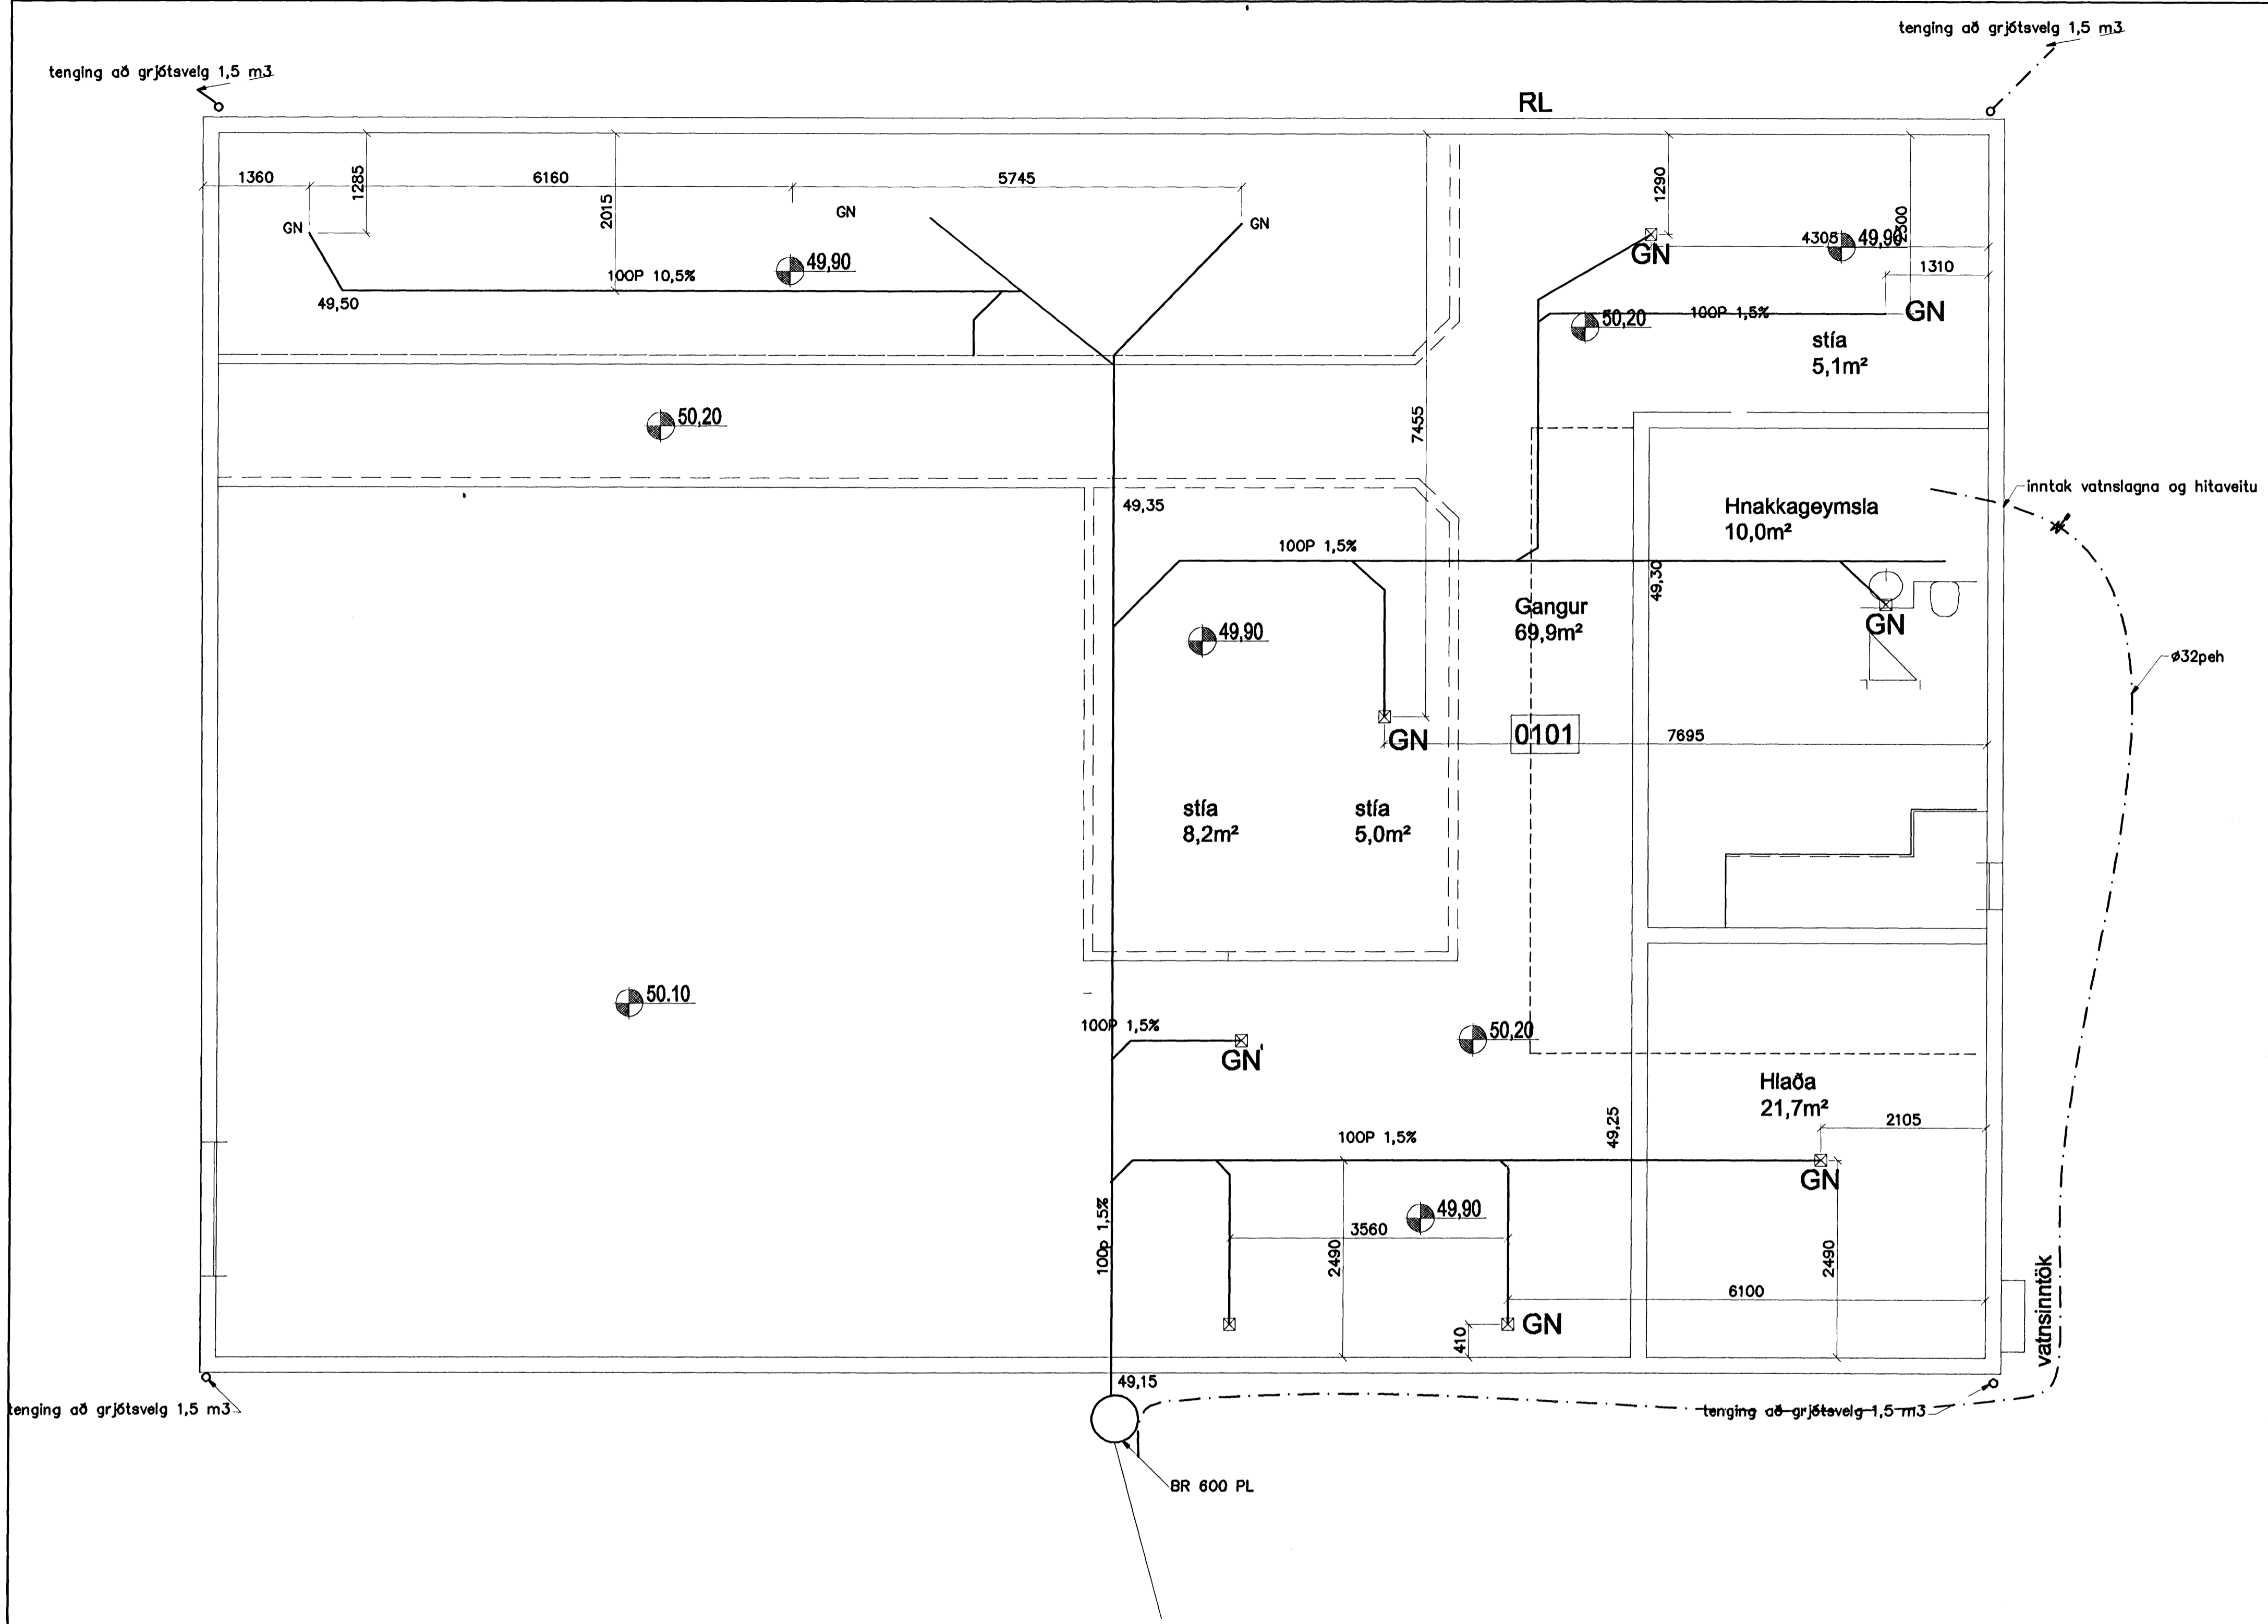 tenging að grjótsvelg 1,5 m3
tenging að grjótsvelg 1,5 m3
RL
1360
1285
6160
2015
5745
1290
2500
GN
GN
GN
GN
4305
49,90
1310
49,90
100P 10,5%
49,50
50,20
100P 1,5%
GN
stía
5,1m²
50,20
7455
49,35
Hnakkageymsla
10,0m²
inntak vatnslagna og hitaveitu
100P 1,5%
49,30
Gangur
69,9m²
49,90
GN
ø32peh
GN
0101
7695
stía
8,2m²
stía
5,0m²
50.10
100P 1,5%
GN
50,20
Hlaða
21,7m²
49,25
2105
100P 1,5%
GN
100p 1,5%
49,90
3560
2490
2490
6100
410
GN
vatsinntök
49,15
tenging að grjótsvelg 1,5 m3
tenging að grjótsvelg 1,5 m3
BR 600 PL